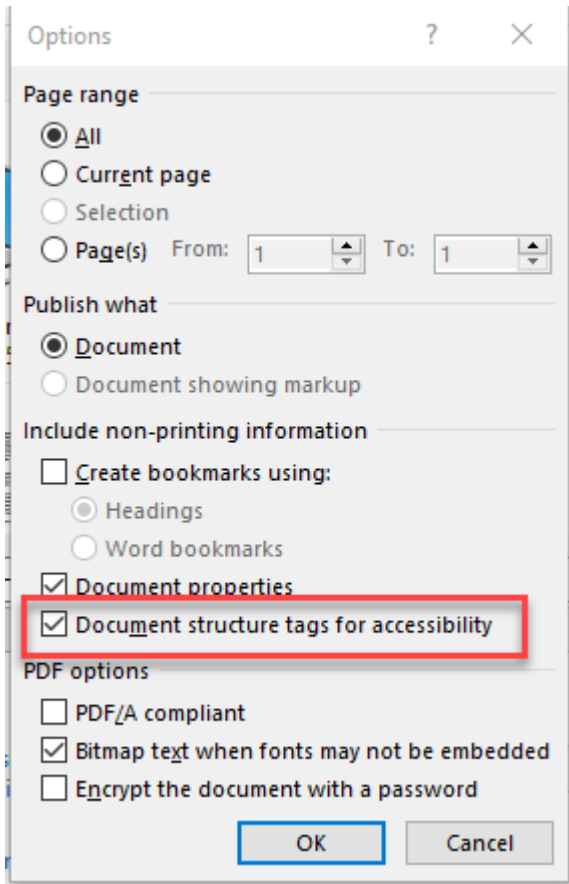 Options ?
Page range
All
Current page
Selection
Page(s) From: 1 To: 1
Publish what
Document
Document showing markup
Include non-printing information
Create bookmarks using:
Headings
Word bookmarks
Document properties
Document structure tags for accessibility
PDF options
PDF/A compliant
Bitmap text when fonts may not be embedded
Encrypt the document with a password
OK Cancel